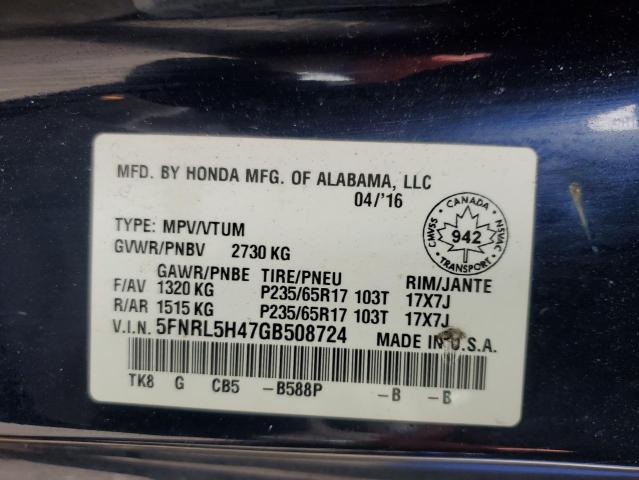 MFD. BY HONDA MFG. OF ALABAMA, LLC
04/'16
TYPE: MPV/VTUM
GVWR/PNBV 2730 KG
CANADA
CMVSS
942
NSVAC
TRANSPORT
GAWR/PNBE TIRE/PNEU RIM/JANTE
F/AV 1320 KG P235/65R17 103T 17X7J
R/AR 1515 KG P235/65R17 103T 17X7J
V.I.N. 5FNRL5H47GB508724 MADE IN U.S.A.
TK8 G CB5 -B588P -B -B